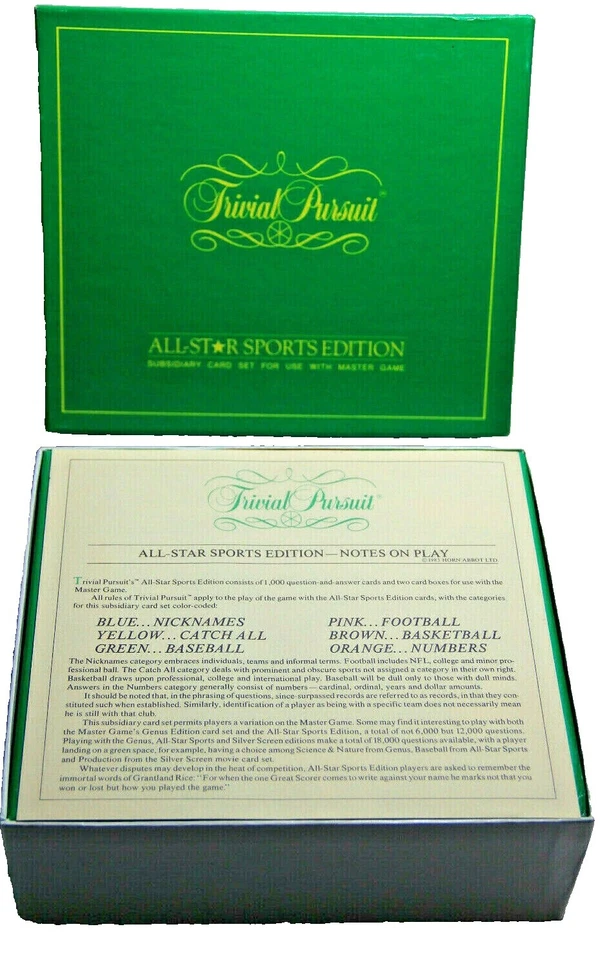 Trivial Pursuit
ALL-ST★R SPORTS EDITION
SUBSIDIARY CARD SET FOR USE WITH MASTER GAME
Trivial Pursuit
ALL-STAR SPORTS EDITION—NOTES ON PLAY
Trivial Pursuit's™ All-Star Sports Edition consists of 1,000 question-and-answer cards and two card boxes for use with the
Master Game.
All rules of Trivial Pursuit™ apply to the play of the game with the All-Star Sports Edition cards, with the categories
for this subsidiary card set color-coded:
BLUE...NICKNAMES PINK...FOOTBALL
YELLOW...CATCH ALL BROWN...BASKETBALL
GREEN...BASEBALL ORANGE...NUMBERS
The Nicknames category embraces individuals, teams and informal terms. Football includes NFL, college and minor pro-
fessional ball. The Catch All category deals with prominent and obscure sports not assigned a category in their own right.
Basketball draws upon professional, college and international play. Baseball will be dull only to those with dull minds.
Answers in the Numbers category generally consist of numbers—cardinal, ordinal, years and dollar amounts.
It should be noted that, in the phrasing of questions, since-surpassed records are referred to as records, in that they con-
stituted such when established. Similarly, identification of a player as being with a specific team does not necessarily mean
he is still with that club.
This subsidiary card set permits players a variation on the Master Game. Some may find it interesting to play with both
the Master Game's Genus Edition card set and the All-Star Sports Edition, a total of not 6,000 but 12,000 questions.
Playing with the Genus, All-Star Sports and Silver Screen editions make a total of 18,000 questions available, with a player
landing on a green space, for example, having a choice among Science & Nature from Genus, Baseball from All-Star Sports
and Production from the Silver Screen movie card set.
Whatever disputes may develop in the heat of competition, All-Star Sports Edition players are asked to remember the
immortal words of Grantland Rice: "For when the one Great Scorer comes to write against your name he marks not that you
won or lost but how you played the game."